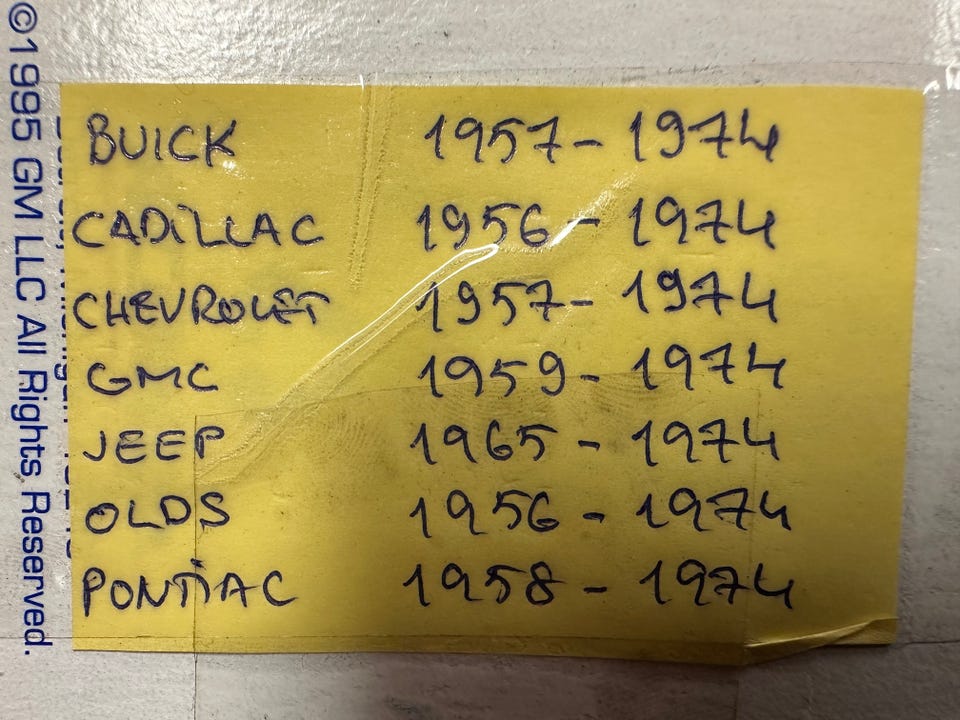 ©1995 GM LLC All Rights Reserved.
BUICK 1957 - 1974
CADiLLAC 1956 - 1974
CHEVROLET 1957 - 1974
GMC 1959 - 1974
JEEP 1965 - 1974
OLDS 1956 - 1974
PONTiAC 1958 - 1974